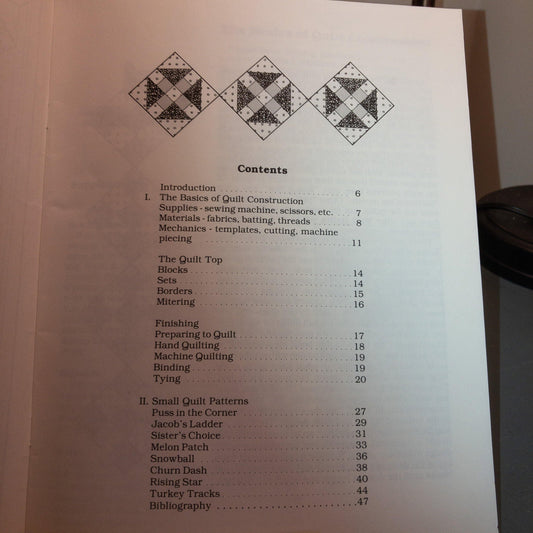 Contents
Introduction . . . . . . . . . . . . . . . . . . . . . . 6
I. The Basics of Quilt Construction
Supplies - sewing machine, scissors, etc. . . . 7
Materials - fabrics, batting, threads . . . . . . . 8
Mechanics - templates, cutting, machine
piecing . . . . . . . . . . . . . . . . . . . . . . . . . . 11
The Quilt Top
Blocks . . . . . . . . . . . . . . . . . . . . . . . . . . . 14
Sets . . . . . . . . . . . . . . . . . . . . . . . . . . . . . 14
Borders . . . . . . . . . . . . . . . . . . . . . . . . . . 15
Mitering . . . . . . . . . . . . . . . . . . . . . . . . . 16
Finishing
Preparing to Quilt . . . . . . . . . . . . . . . . . . . 17
Hand Quilting . . . . . . . . . . . . . . . . . . . . . . 18
Machine Quilting . . . . . . . . . . . . . . . . . . . 19
Binding . . . . . . . . . . . . . . . . . . . . . . . . . . 19
Tying . . . . . . . . . . . . . . . . . . . . . . . . . . . . 20
II. Small Quilt Patterns
Puss in the Corner . . . . . . . . . . . . . . . . . . 27
Jacob's Ladder . . . . . . . . . . . . . . . . . . . . . 29
Sister's Choice . . . . . . . . . . . . . . . . . . . . . 31
Melon Patch . . . . . . . . . . . . . . . . . . . . . . . 33
Snowball . . . . . . . . . . . . . . . . . . . . . . . . . 36
Churn Dash . . . . . . . . . . . . . . . . . . . . . . . 38
Rising Star . . . . . . . . . . . . . . . . . . . . . . . . 40
Turkey Tracks . . . . . . . . . . . . . . . . . . . . . 44
Bibliography . . . . . . . . . . . . . . . . . . . . . . 47